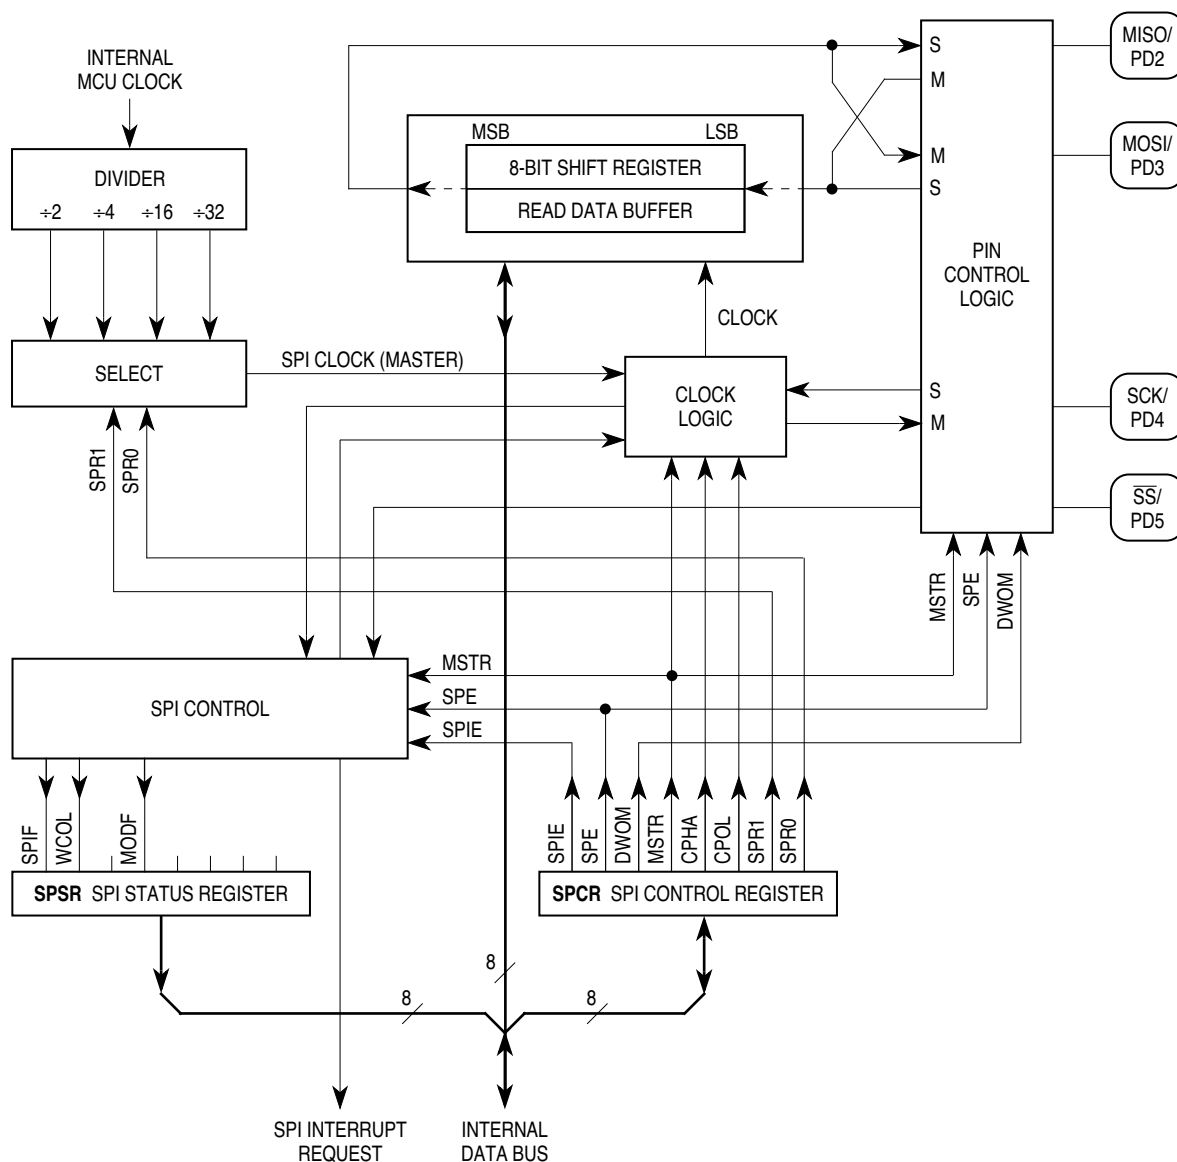 INTERNAL
MCU CLOCK
DIVIDER
÷2 ÷4 ÷16 ÷32
SELECT
SPR1
SPR0
SPI CLOCK (MASTER)
MSB LSB
8-BIT SHIFT REGISTER
READ DATA BUFFER
CLOCK
CLOCK
LOGIC
S
M
M
S
PIN
CONTROL
LOGIC
S
M
MISO/
PD2
MOSI/
PD3
SCK/
PD4
SS/
PD5
MSTR
SPE
DWOM
SPI CONTROL
MSTR
SPE
SPIE
SPIF
WCOL
MODF
SPSR SPI STATUS REGISTER
SPIE
SPE
DWOM
MSTR
CPHA
CPOL
SPR1
SPR0
SPCR SPI CONTROL REGISTER
8
8
8
SPI INTERRUPT
REQUEST
INTERNAL
DATA BUS